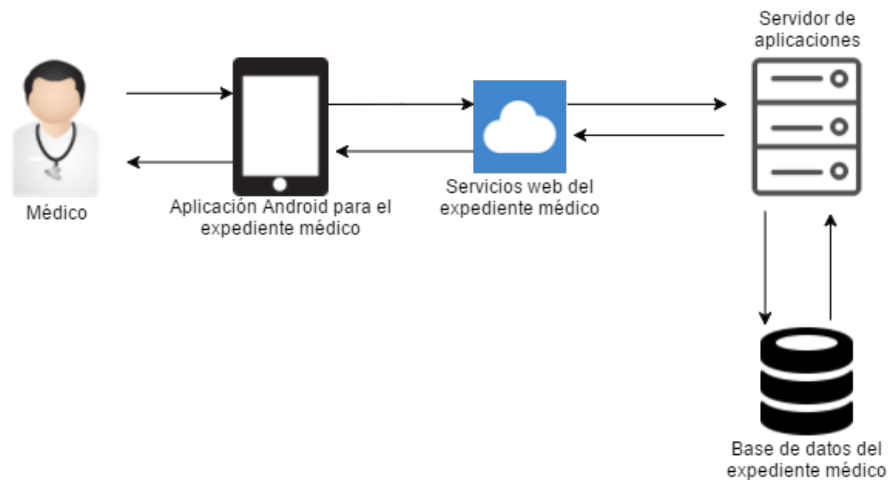 Servidor de
aplicaciones
Médico
Aplicación Android para el
expediente médico
Servicios web del
expediente médico
Base de datos del
expediente médico